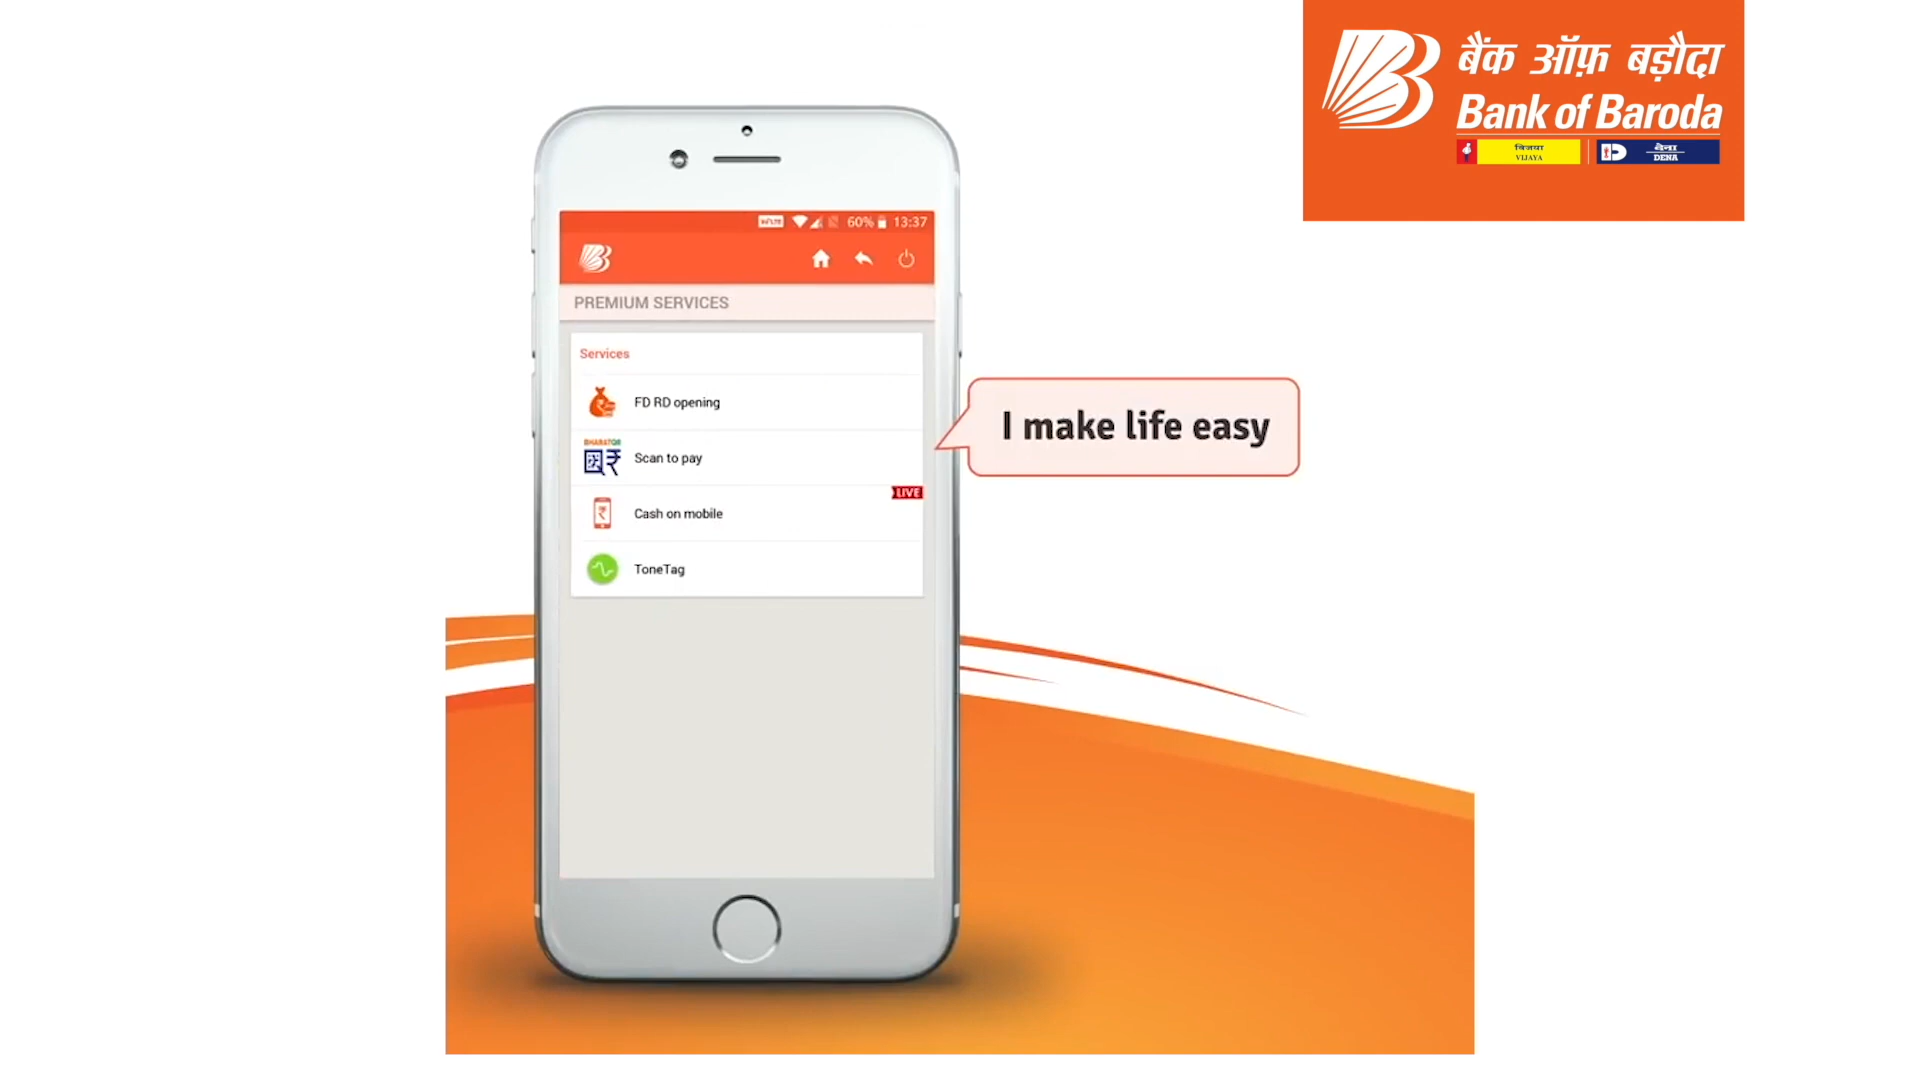 बैंक ऑफ़ बड़ौदा
Bank of Baroda
विजया
VIJAYA
देना
DENA
VoLTE
60%
13:37
PREMIUM SERVICES
Services
FD RD opening
BHARATQR
Scan to pay
LIVE
Cash on mobile
ToneTag
I make life easy